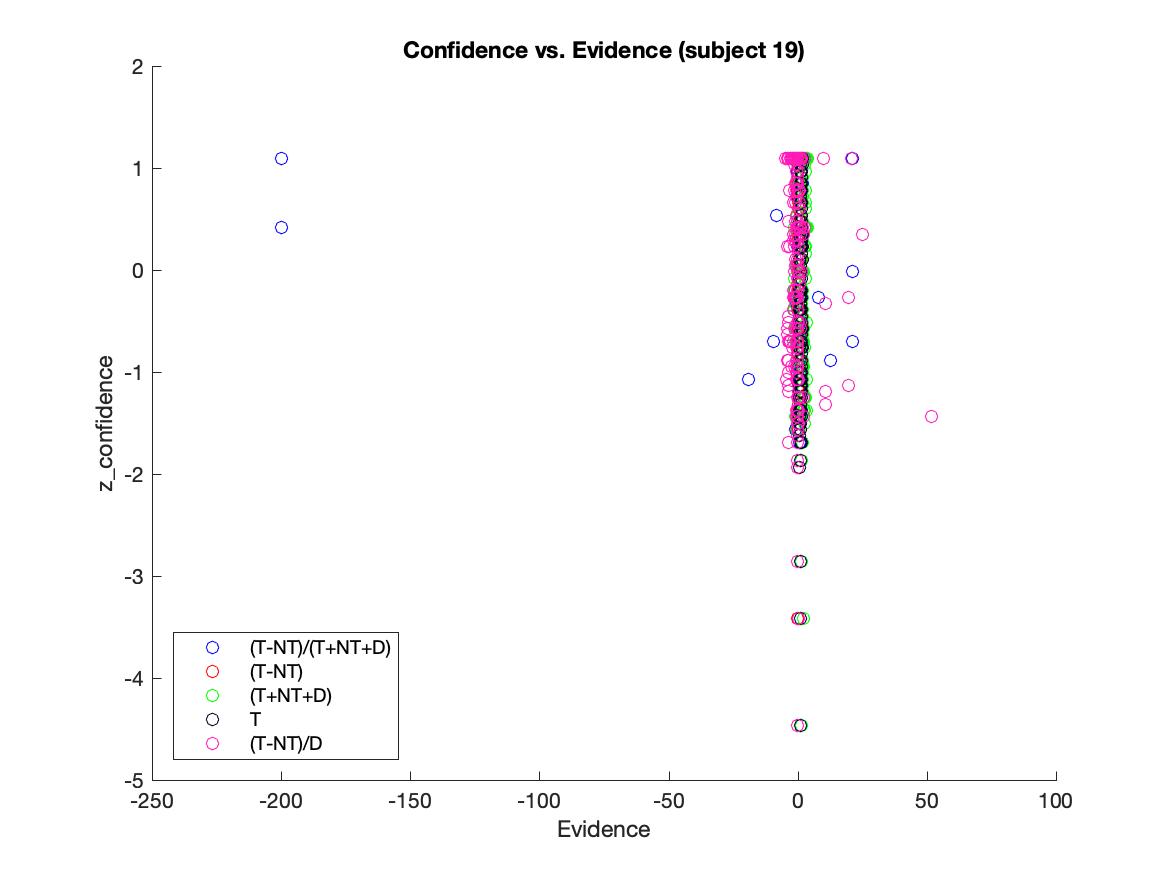 Confidence vs. Evidence (subject 19)
2
1
0
-1
-2
-3
-4
-5
z_confidence
(T-NT)/(T+NT+D)
(T-NT)
(T+NT+D)
T
(T-NT)/D
-250 -200 -150 -100 -50 0 50 100
Evidence